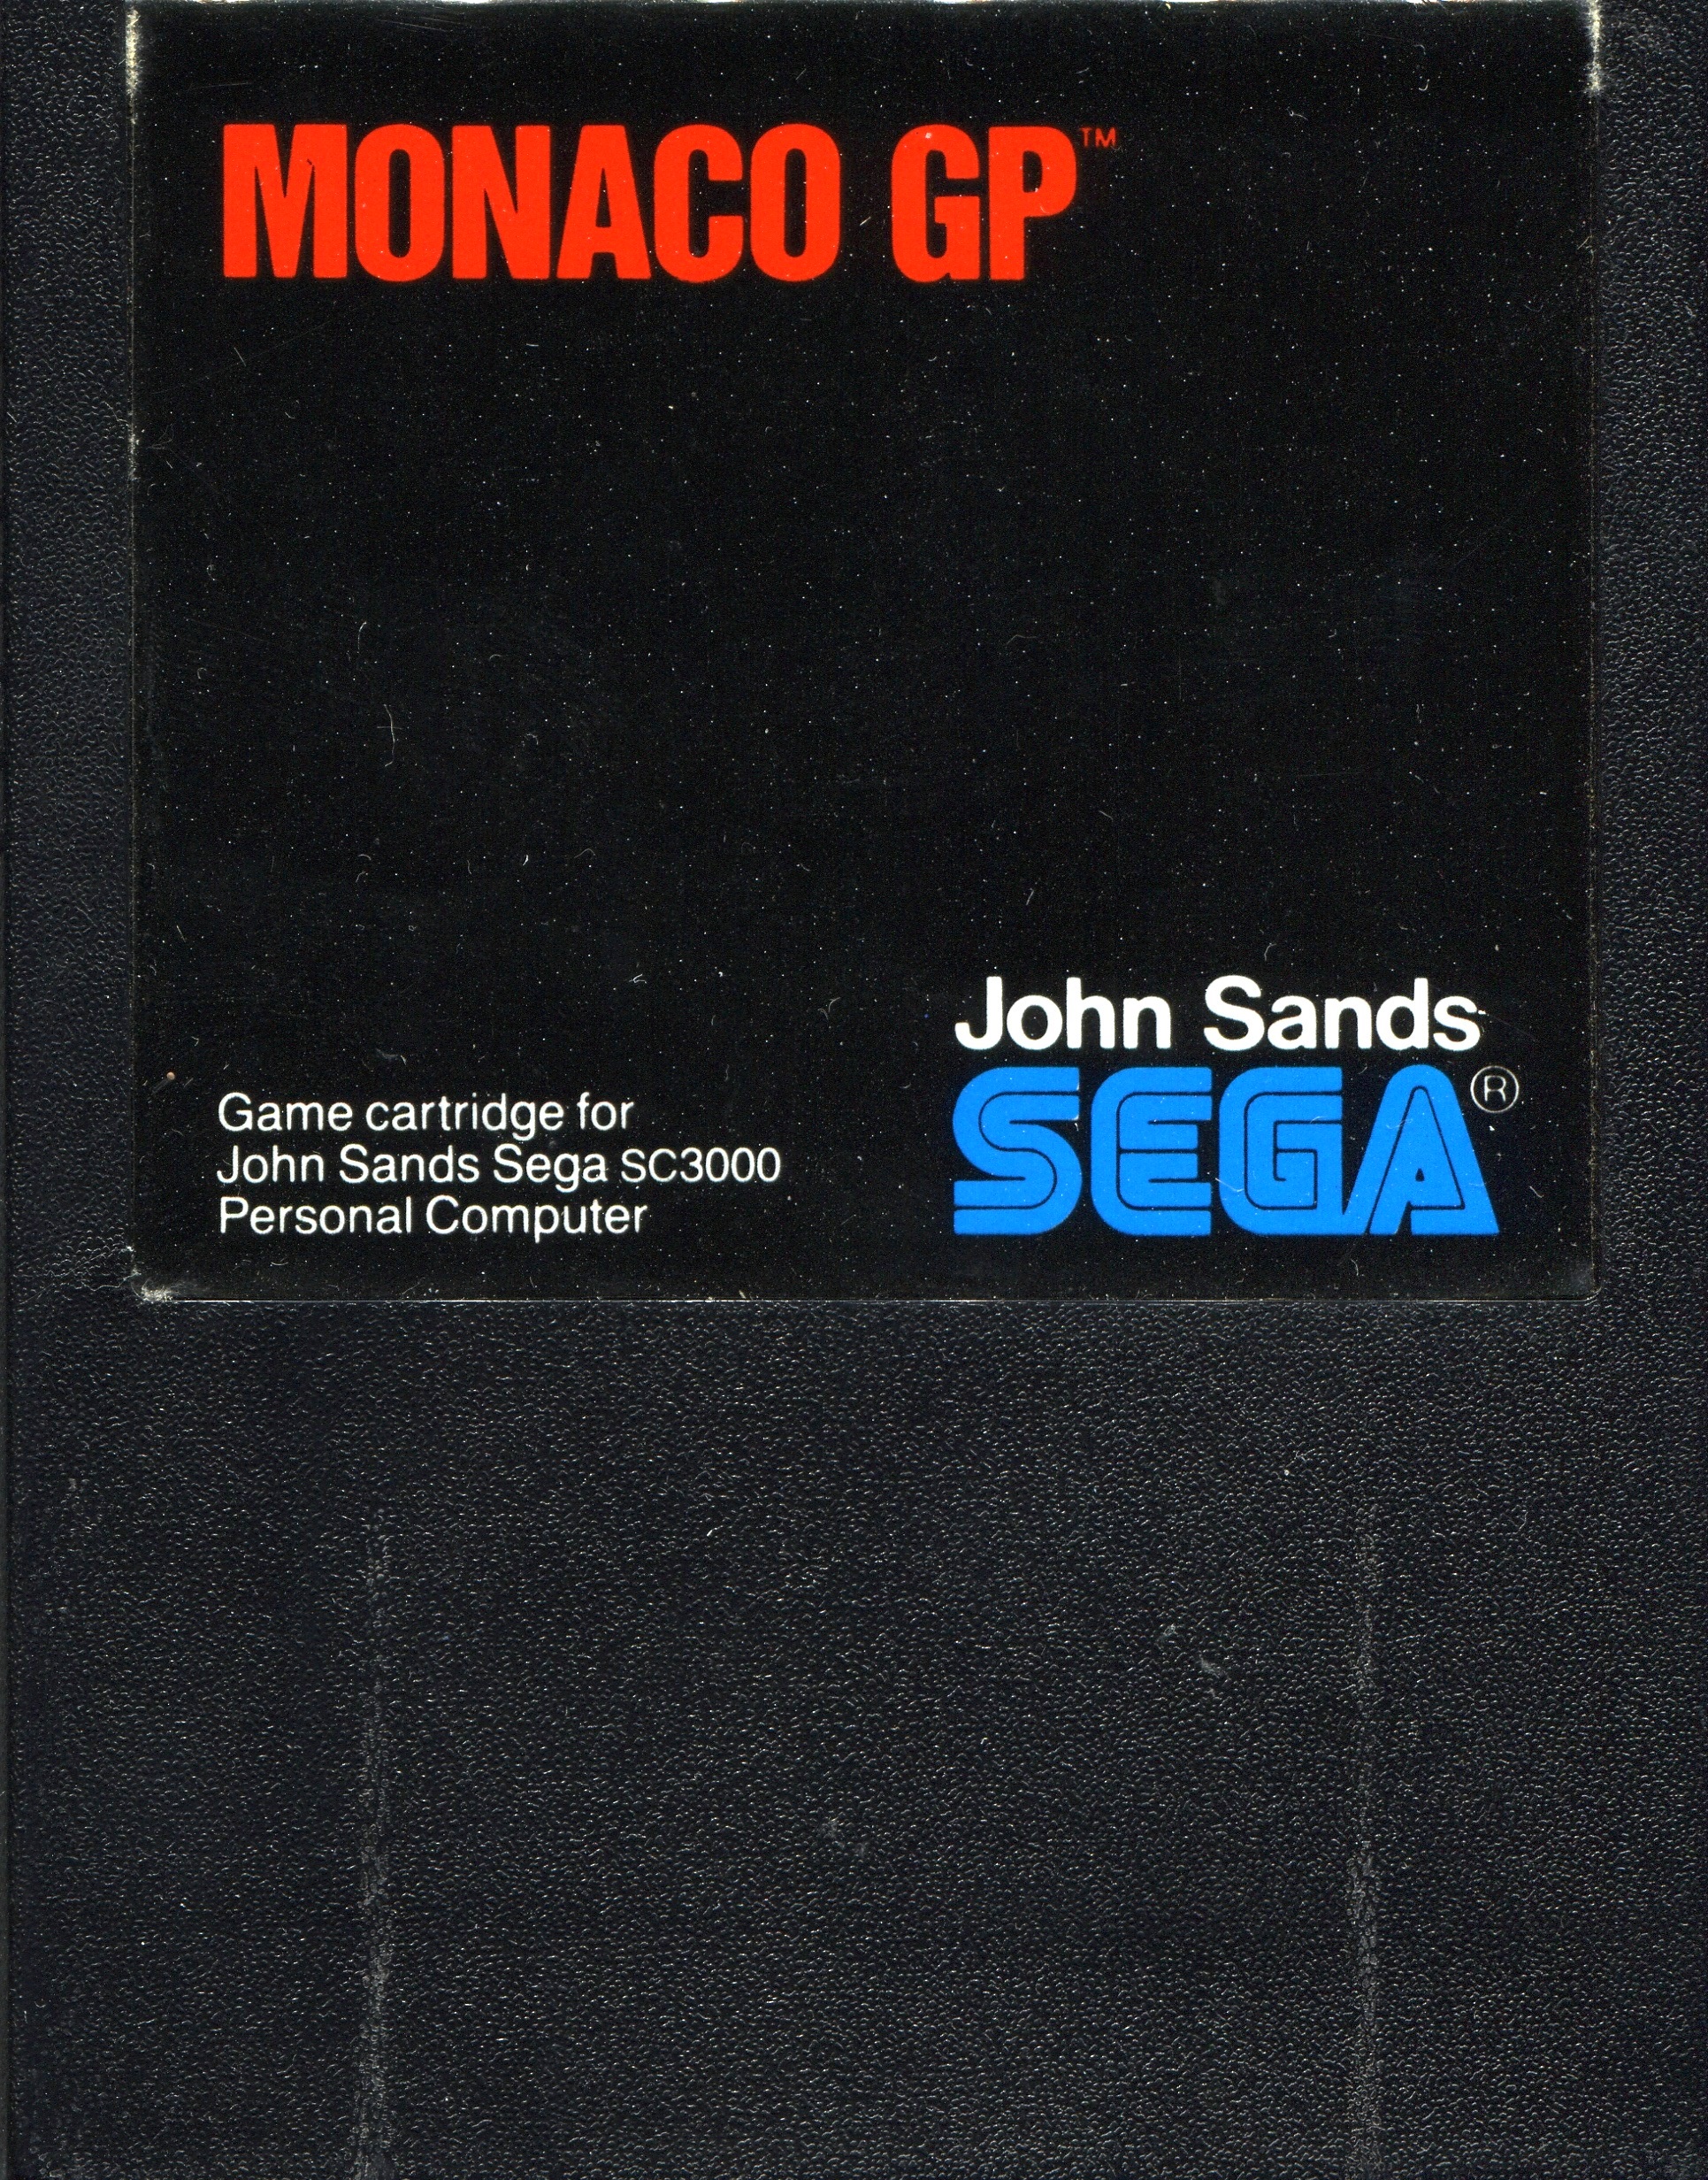 MONACO GP™
John Sands
SEGA®
Game cartridge for
John Sands Sega SC3000
Personal Computer